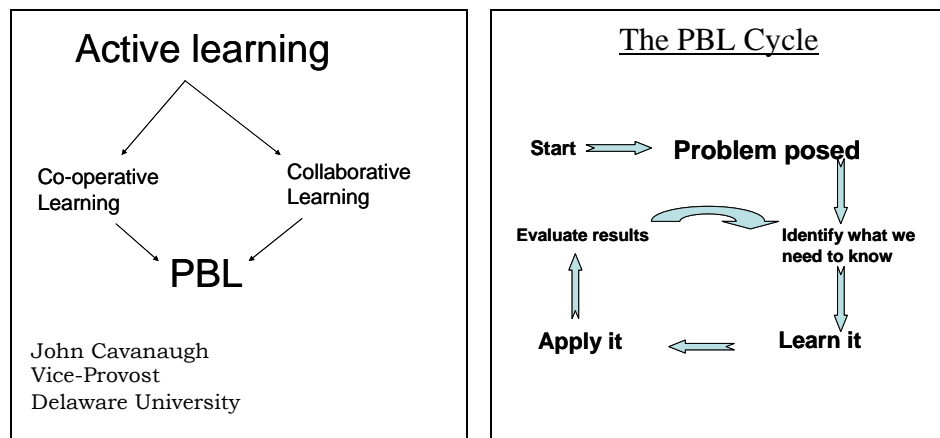 Active learning
Co-operative
Learning
Collaborative
Learning
PBL
John Cavanaugh
Vice-Provost
Delaware University
The PBL Cycle
Start
Problem posed
Evaluate results
Identify what we
need to know
Apply it
Learn it